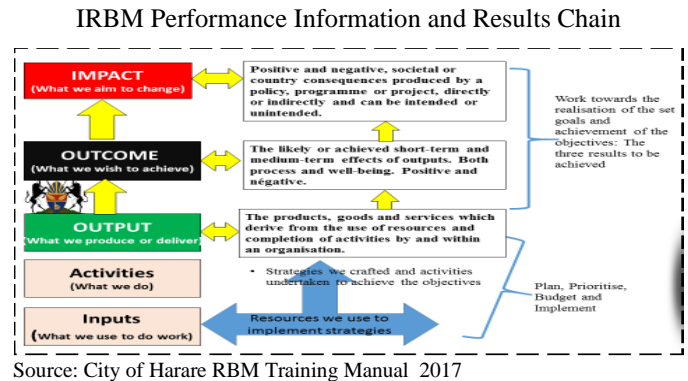 IRBM Performance Information and Results Chain
IMPACT
(What we aim to change)
Positive and negative, societal or
country consequences produced by a
policy, programme or project, directly
or indirectly and can be intended or
unintended.
Work towards the
realisation of the set
goals and
achievement of the
objectives: The
three results to be
achieved
OUTCOME
(What we wish to achieve)
The likely or achieved short-term and
medium-term effects of outputs. Both
process and well-being. Positive and
négative.
OUTPUT
(What we produce or deliver)
The products, goods and services which
derive from the use of resources and
completion of activities by and within
an organisation.
Activities
(What we do)
• Strategies we crafted and activities
undertaken to achieve the objectives
Plan, Prioritise,
Budget and
Implement
Inputs
(What we use to do work)
Resources we use to
implement strategies
Source: City of Harare RBM Training Manual 2017